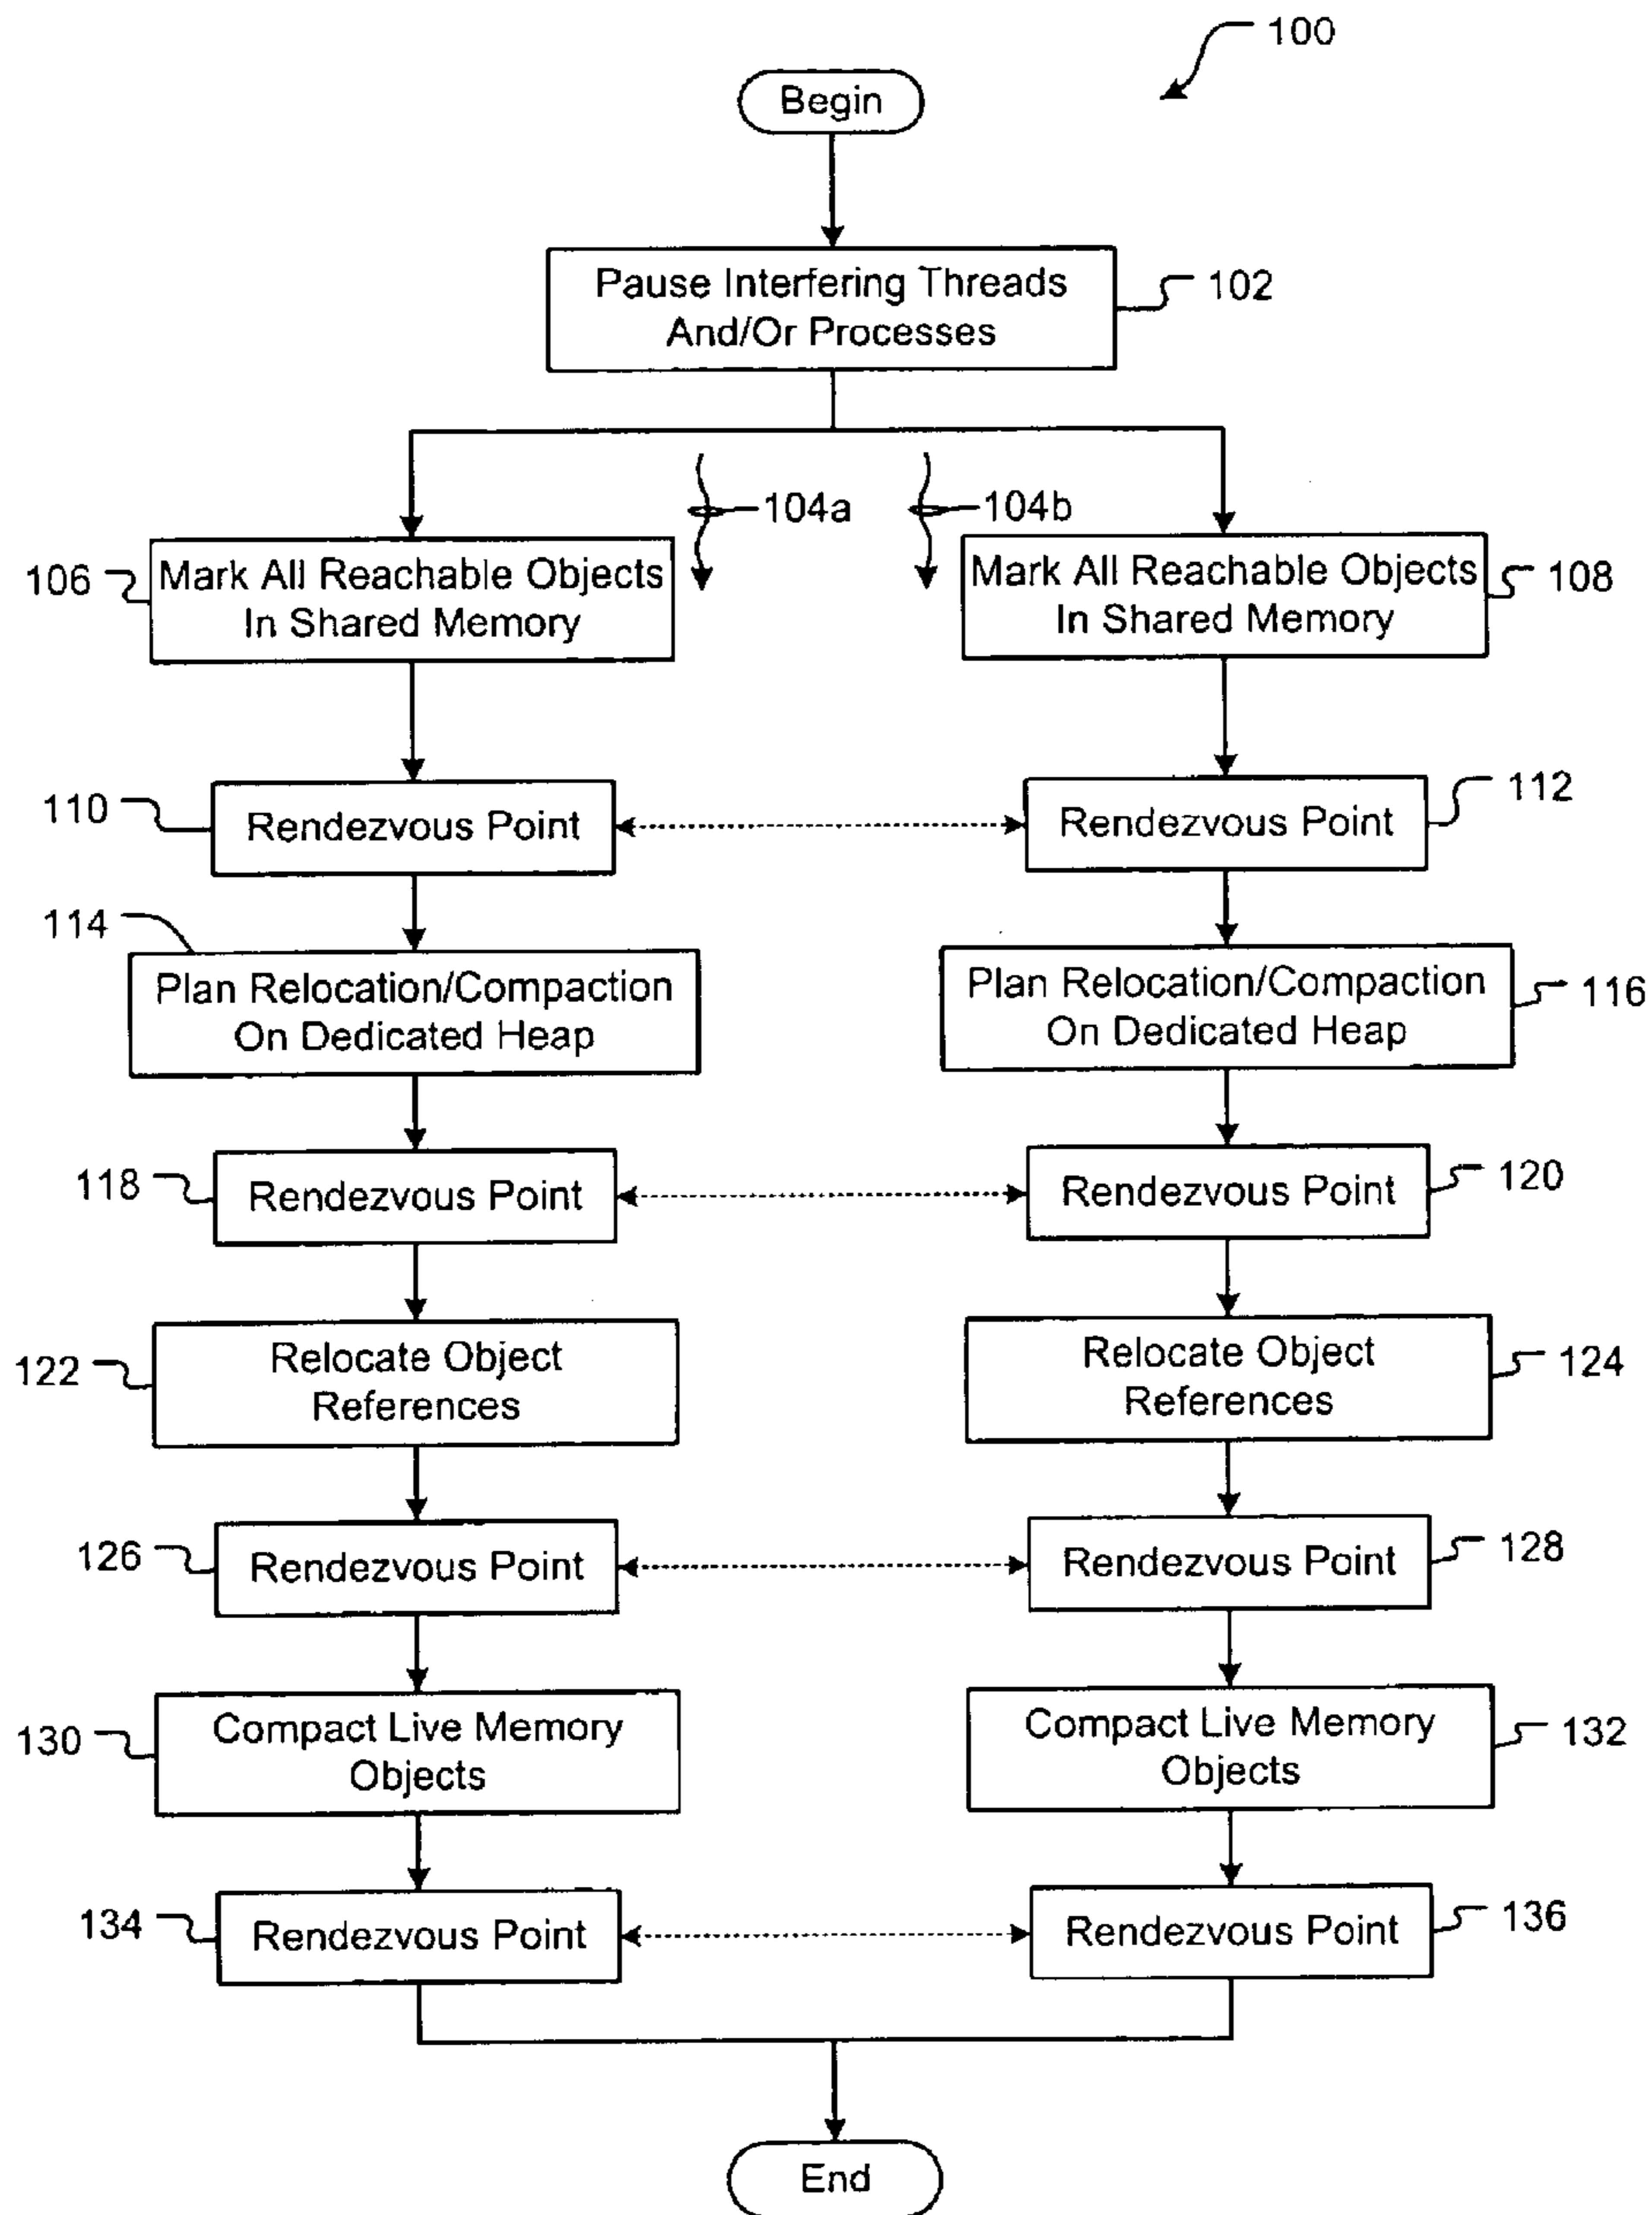 100
Begin
Pause Interfering Threads
And/Or Processes
102
104a
104b
106
Mark All Reachable Objects
In Shared Memory
Mark All Reachable Objects
In Shared Memory
108
110
Rendezvous Point
Rendezvous Point
112
114
Plan Relocation/Compaction
On Dedicated Heap
Plan Relocation/Compaction
On Dedicated Heap
116
118
Rendezvous Point
Rendezvous Point
120
122
Relocate Object
References
Relocate Object
References
124
126
Rendezvous Point
Rendezvous Point
128
130
Compact Live Memory
Objects
Compact Live Memory
Objects
132
134
Rendezvous Point
Rendezvous Point
136
End